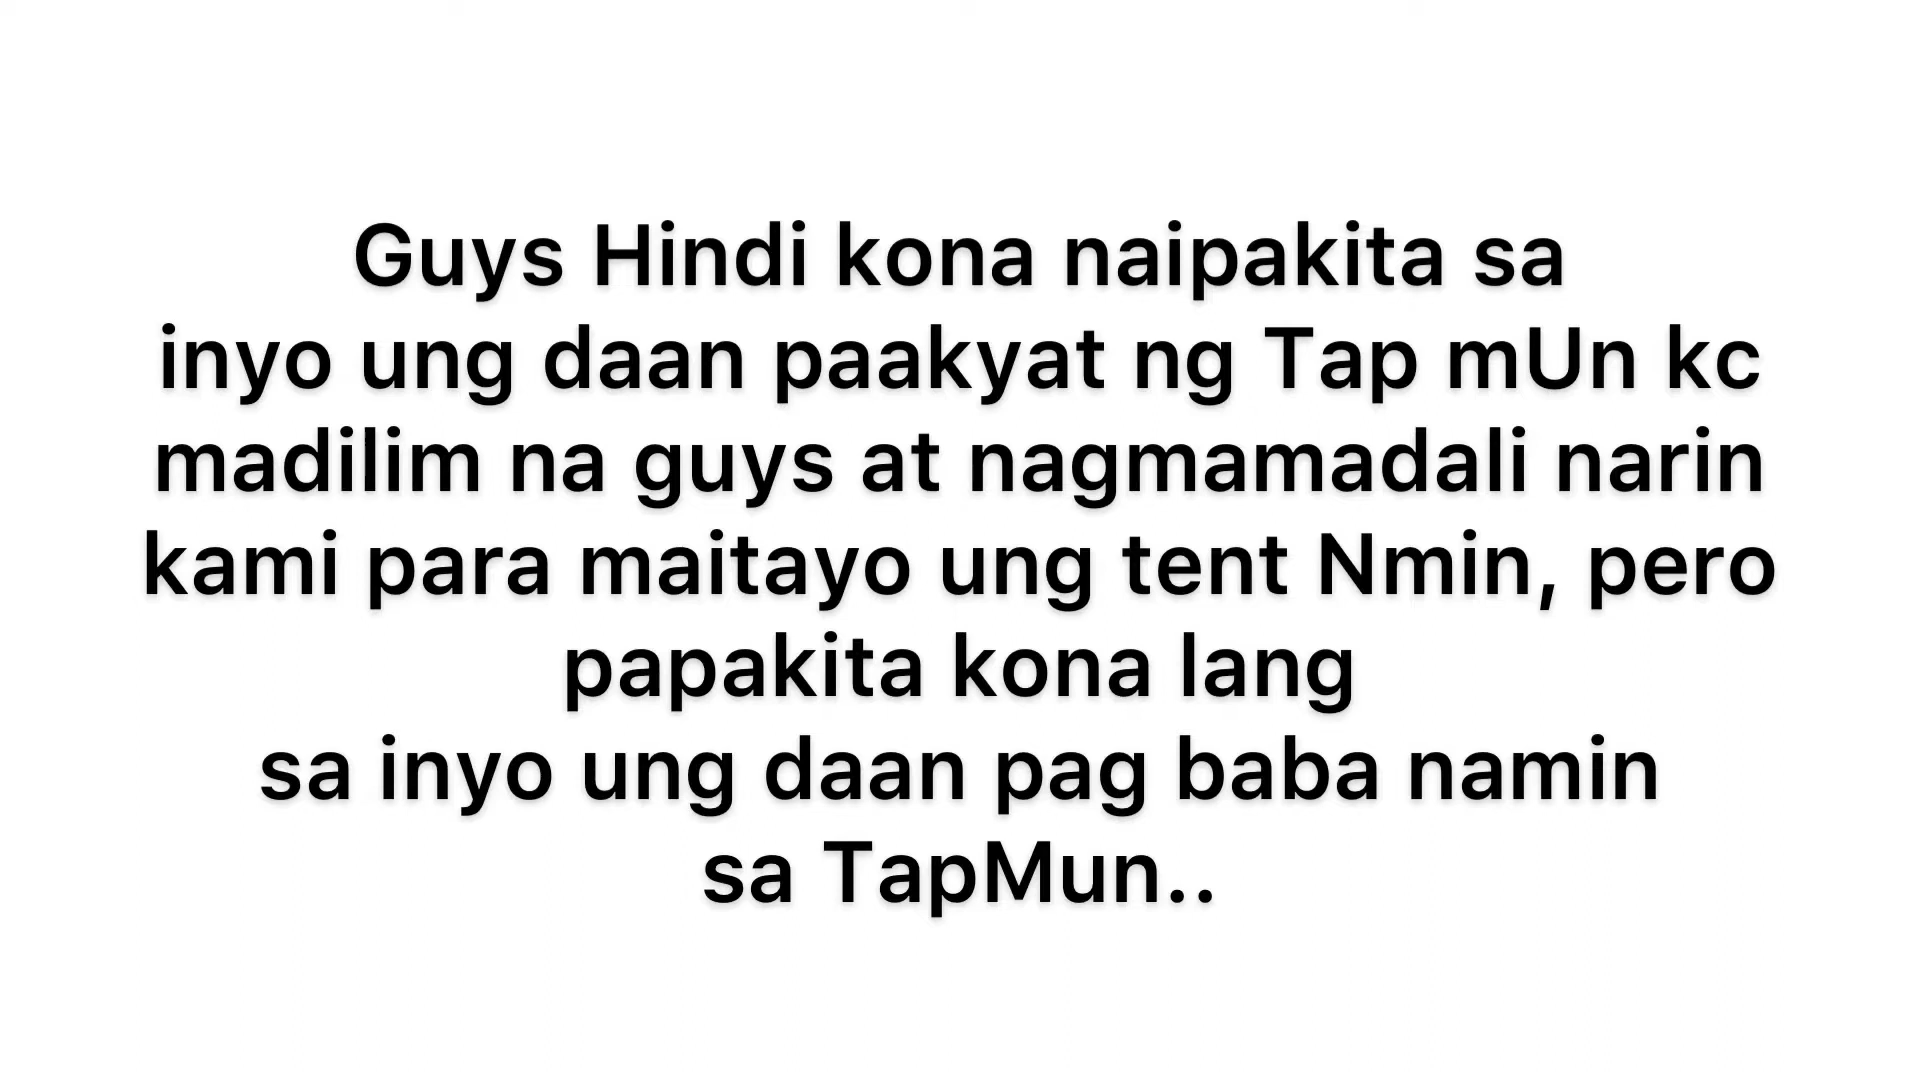 Guys Hindi kona naipakita sa
inyo ung daan paakyat ng Tap mUn kc
madilim na guys at nagmamadali narin
kami para maitayo ung tent Nmin, pero
papakita kona lang
sa inyo ung daan pag baba namin
sa TapMun..